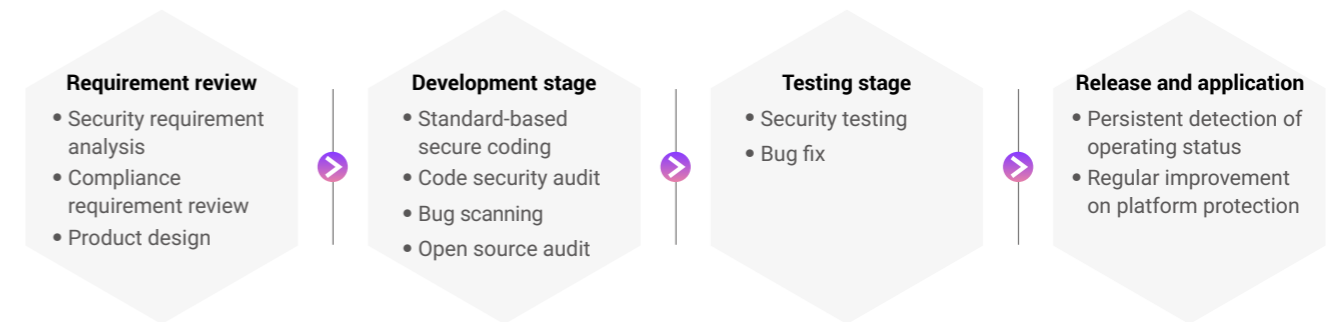 Requirement review
• Security requirement
analysis
• Compliance
requirement review
• Product design
Development stage
• Standard-based
secure coding
• Code security audit
• Bug scanning
• Open source audit
Testing stage
• Security testing
• Bug fix
Release and application
• Persistent detection of
operating status
• Regular improvement
on platform protection